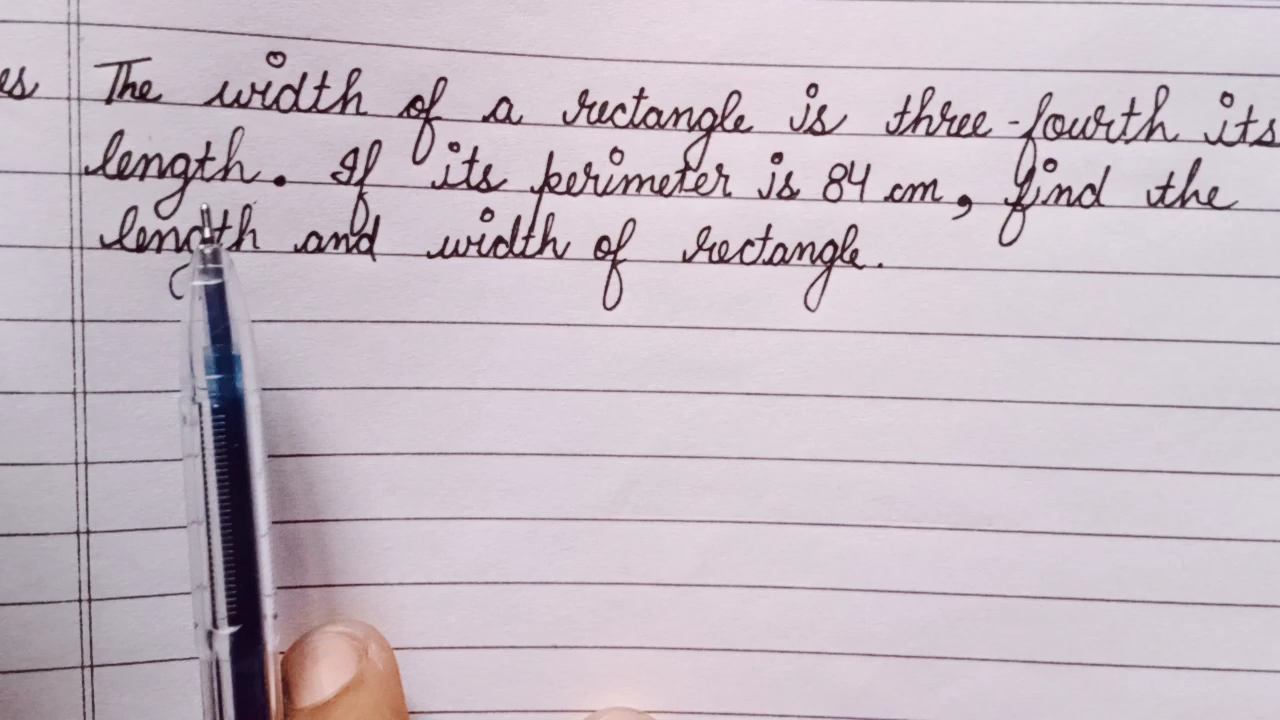 es The width of a rectangle is three-fourth its
length. If its perimeter is 84 cm, find the
length and width of rectangle.